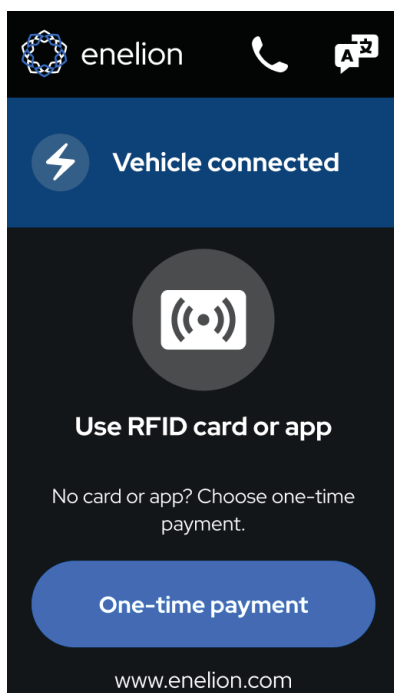 enelion
A 文
Vehicle connected
Use RFID card or app
No card or app? Choose one-time
payment.
One-time payment
www.enelion.com